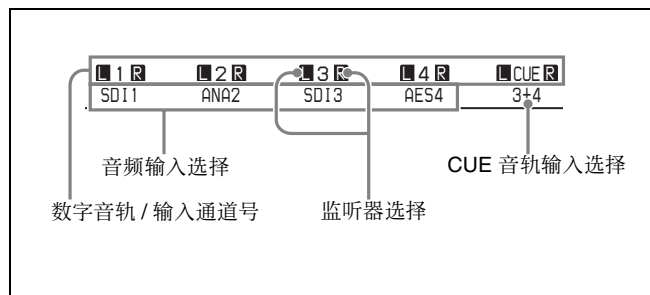 L 1 R L 2 R L 3 R L 4 R L CUE R
SDI1 ANA2 SDI3 AES4 3+4
音频输入选择 CUE 音轨输入选择
数字音轨 / 输入通道号 监听器选择